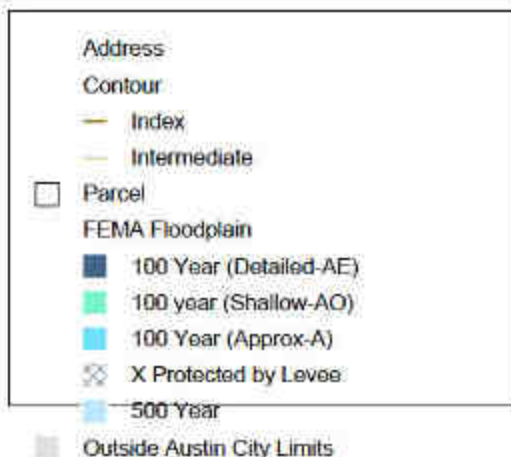 Address
Contour
Index
Intermediate
Parcel
FEMA Floodplain
100 Year (Detailed-AE)
100 year (Shallow-AO)
100 Year (Approx-A)
X Protected by Levee
500 Year
Outside Austin City Limits